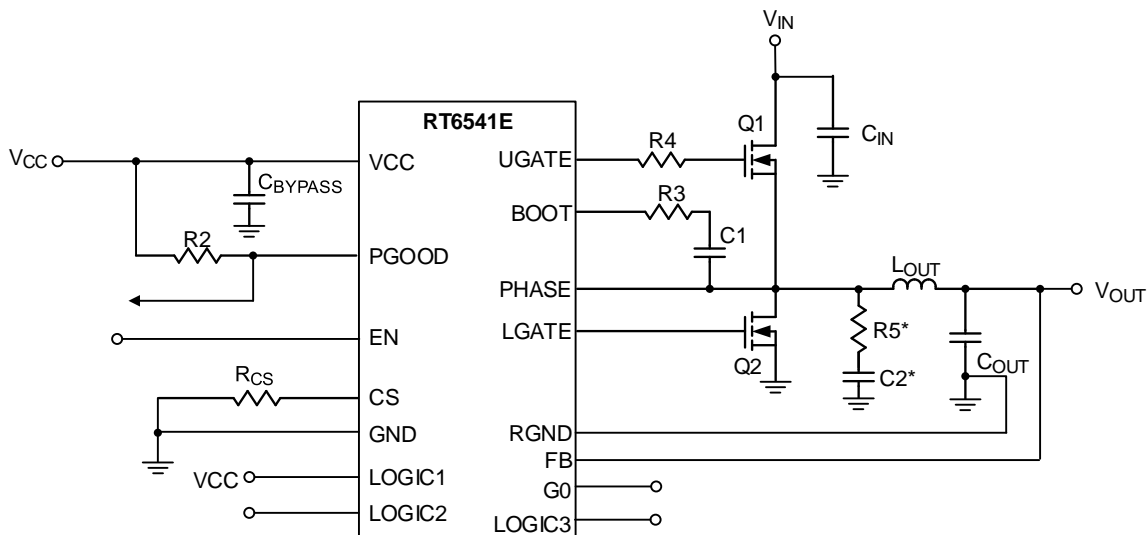 VIN
RT6541E
Q1
CIN
VCC
VCC
UGATE
R4
CBYPASS
BOOT
R3
R2
PGOOD
C1
PHASE
LOUT
VOUT
EN
LGATE
R5*
Q2
COUT
RCS
CS
C2*
GND
RGND
FB
VCC
LOGIC1
G0
LOGIC2
LOGIC3